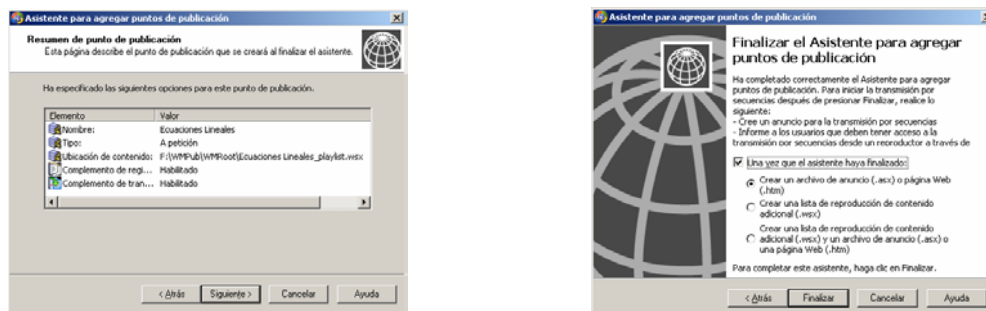 Asistente para agregar puntos de publicación
Resumen de punto de publicación
Esta página describe el punto de publicación que se creará al finalizar el asistente.
Ha especificado las siguientes opciones para este punto de publicación.
Elemento Valor
Nombre: Ecuaciones Lineales
Tipo: A petición
Ubicación de contenido: F:\WMPub\WMRoot\Ecuaciones Lineales_playlist.wsx
Complemento de regi... Habilitado
Complemento de tran... Habilitado
< Atrás Siguiente > Cancelar Ayuda
Asistente para agregar puntos de publicación
Finalizar el Asistente para agregar
puntos de publicación
Ha completado correctamente el Asistente para agregar
puntos de publicación. Para iniciar la transmisión por
secuencias después de presionar Finalizar, realice lo
siguiente:
- Cree un anuncio para la transmisión por secuencias
- Informe a los usuarios que deben tener acceso a la
transmisión por secuencias desde un reproductor a través de
Una vez que el asistente haya finalizado:
Crear un archivo de anuncio (.asx) o página Web
(.htm)
Crear una lista de reproducción de contenido
adicional (.wsx)
Crear una lista de reproducción de contenido
adicional (.wsx) y un archivo de anuncio (.asx) o
una página Web (.htm)
Para completar este asistente, haga clic en Finalizar.
< Atrás Finalizar Cancelar Ayuda